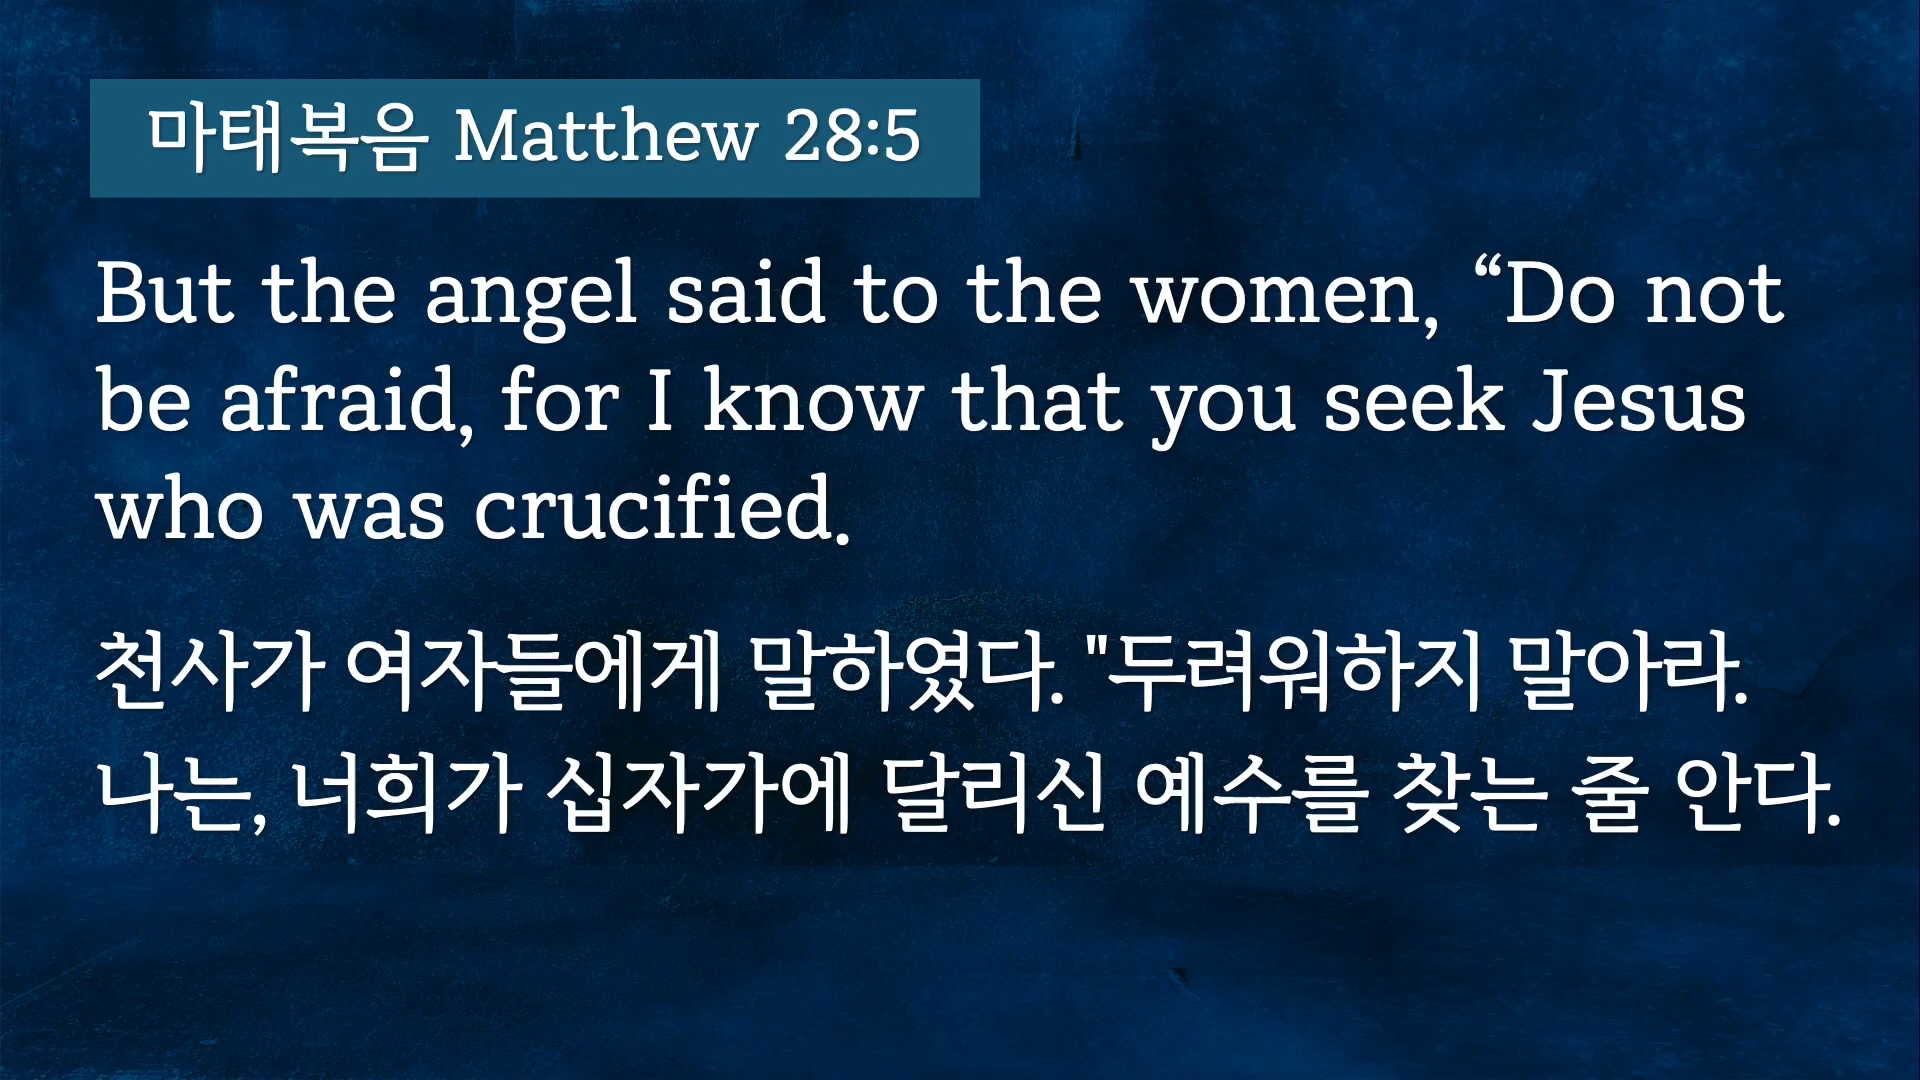 마태복음 Matthew 28:5
But the angel said to the women, “Do not
be afraid, for I know that you seek Jesus
who was crucified.
천사가 여자들에게 말하였다. "두려워하지 말아라.
나는, 너희가 십자가에 달리신 예수를 찾는 줄 안다.